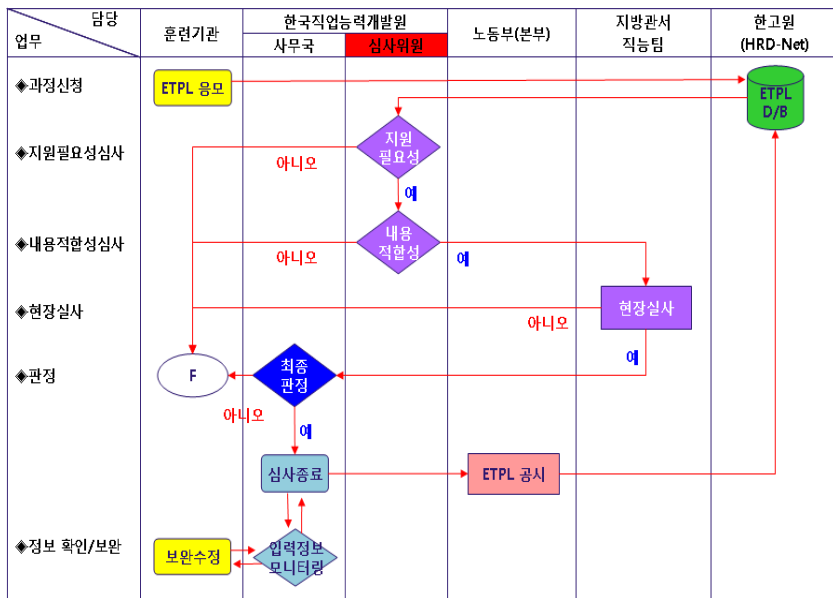 담당
업무
훈련기관
한국직업능력개발원
사무국
심사위원
노동부(본부)
지방관서
직능팀
한고원
(HRD-Net)
◈과정신청
ETPL 응모
ETPL
D/B
◈지원필요성심사
지원
필요성
아니오
예
◈내용적합성심사
내용
적합성
아니오
예
◈현장실사
현장실사
아니오
예
◈판정
F
최종
판정
아니오
예
심사종료
ETPL 공시
◈정보 확인/보완
보완수정
입력정보
모니터링